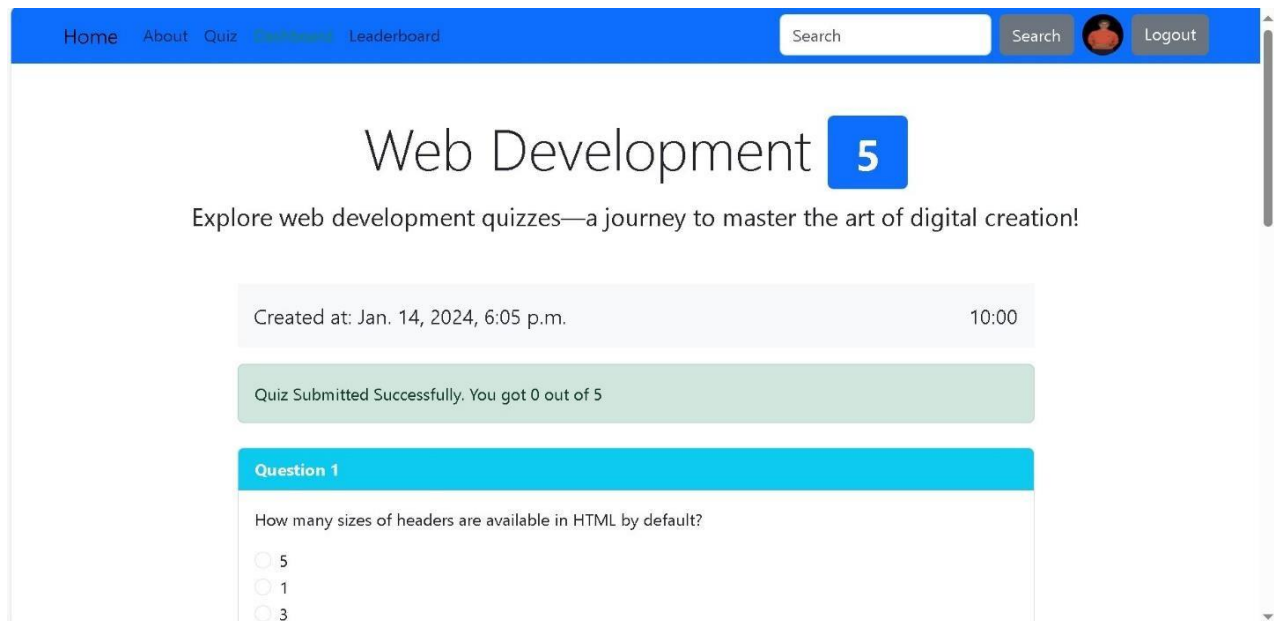 Home About Quiz Dashboard Leaderboard Search Search Logout
Web Development 5
Explore web development quizzes—a journey to master the art of digital creation!
Created at: Jan. 14, 2024, 6:05 p.m. 10:00
Quiz Submitted Successfully. You got 0 out of 5
Question 1
How many sizes of headers are available in HTML by default?
5
1
3